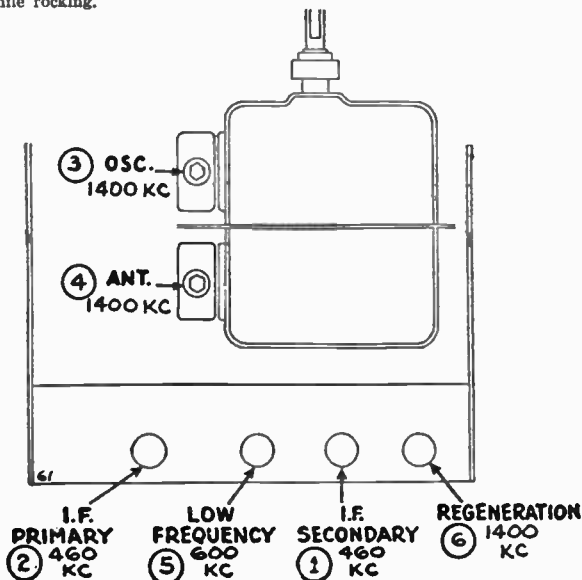 while rocking.
3 OSC.
1400 KC
4 ANT.
1400 KC
61
I.F.
PRIMARY
2 460
KC
LOW
FREQUENCY
5 600
KC
I.F.
SECONDARY
1 460
KC
REGENERATION
6 1400
KC